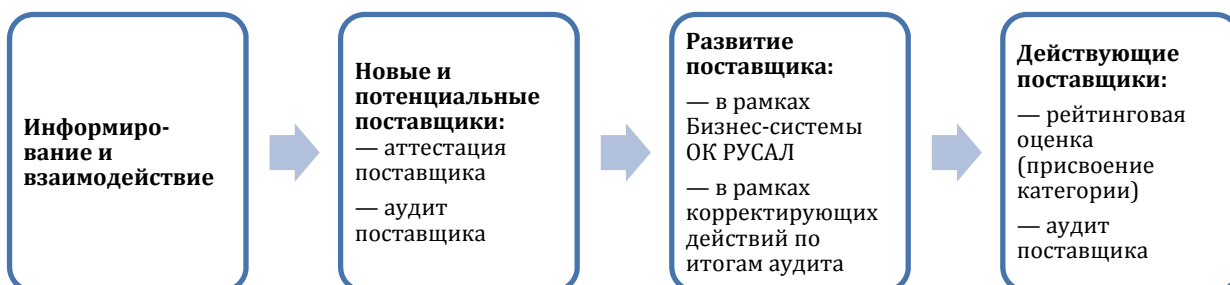 Информиро-
вание и
взаимодействие
Новые и
потенциальные
поставщики:
— аттестация
поставщика
— аудит
поставщика
Развитие
поставщика:
— в рамках
Бизнес-системы
ОК РУСАЛ
— в рамках
корректирующих
действий по
итогам аудита
Действующие
поставщики:
— рейтинговая
оценка
(присвоение
категории)
— аудит
поставщика